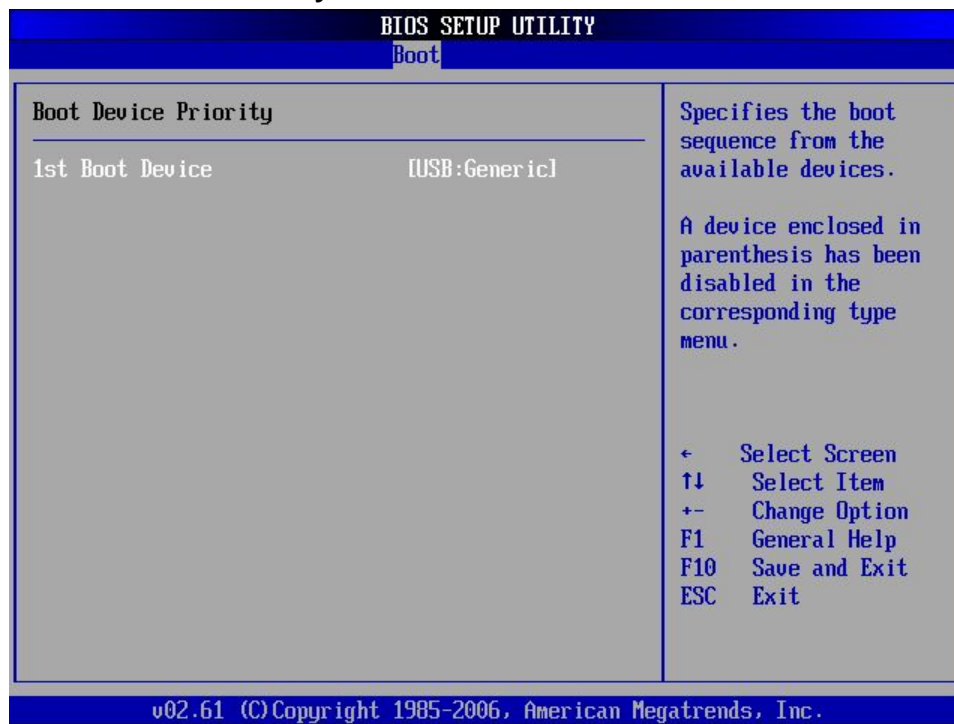 BIOS SETUP UTILITY
Boot
Boot Device Priority
1st Boot Device [USB:Generic]
Specifies the boot
sequence from the
available devices.
A device enclosed in
parenthesis has been
disabled in the
corresponding type
menu.
← Select Screen
↑↓ Select Item
+- Change Option
F1 General Help
F10 Save and Exit
ESC Exit
v02.61 (C)Copyright 1985-2006, American Megatrends, Inc.